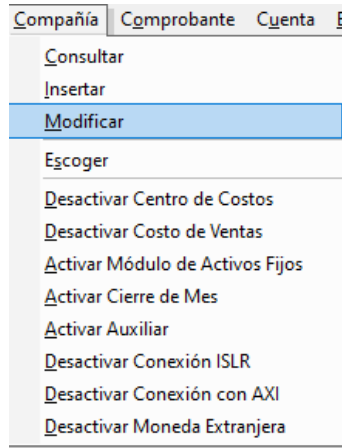 Compañía Comprobante Cuenta
Consultar
Insertar
Modificar
Escoger
Desactivar Centro de Costos
Desactivar Costo de Ventas
Activar Módulo de Activos Fijos
Activar Cierre de Mes
Activar Auxiliar
Desactivar Conexión ISLR
Desactivar Conexión con AXI
Desactivar Moneda Extranjera